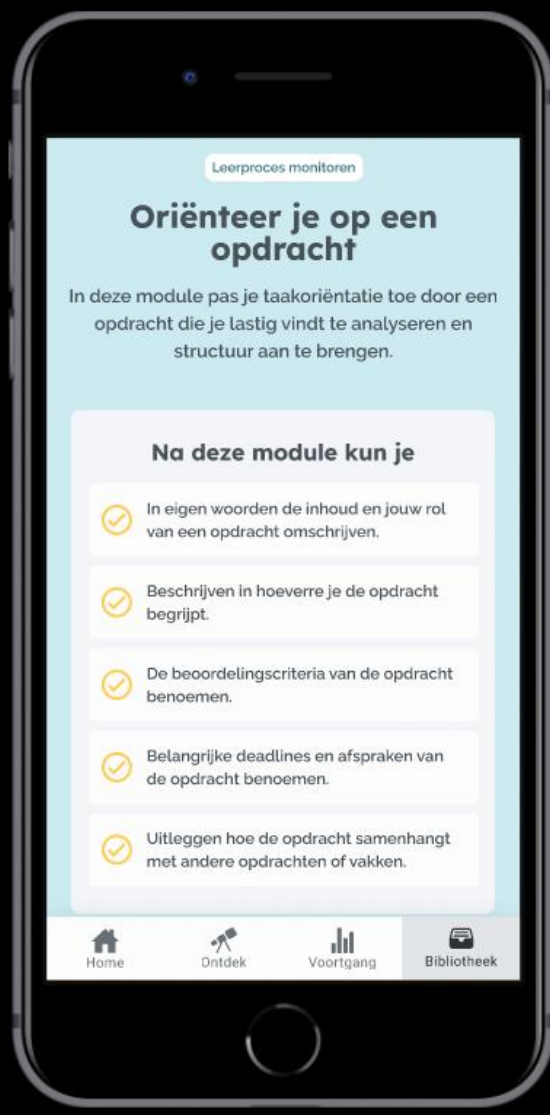 Leerproces monitoren
Oriënteer je op een
opdracht
In deze module pas je taakoriëntatie toe door een
opdracht die je lastig vindt te analyseren en
structuur aan te brengen.
Na deze module kun je
In eigen woorden de inhoud en jouw rol
van een opdracht omschrijven.
Beschrijven in hoeverre je de opdracht
begrijpt.
De beoordelingscriteria van de opdracht
benoemen.
Belangrijke deadlines en afspraken van
de opdracht benoemen.
Uitleggen hoe de opdracht samenhangt
met andere opdrachten of vakken.
Home
Ontdek
Voortgang
Bibliotheek